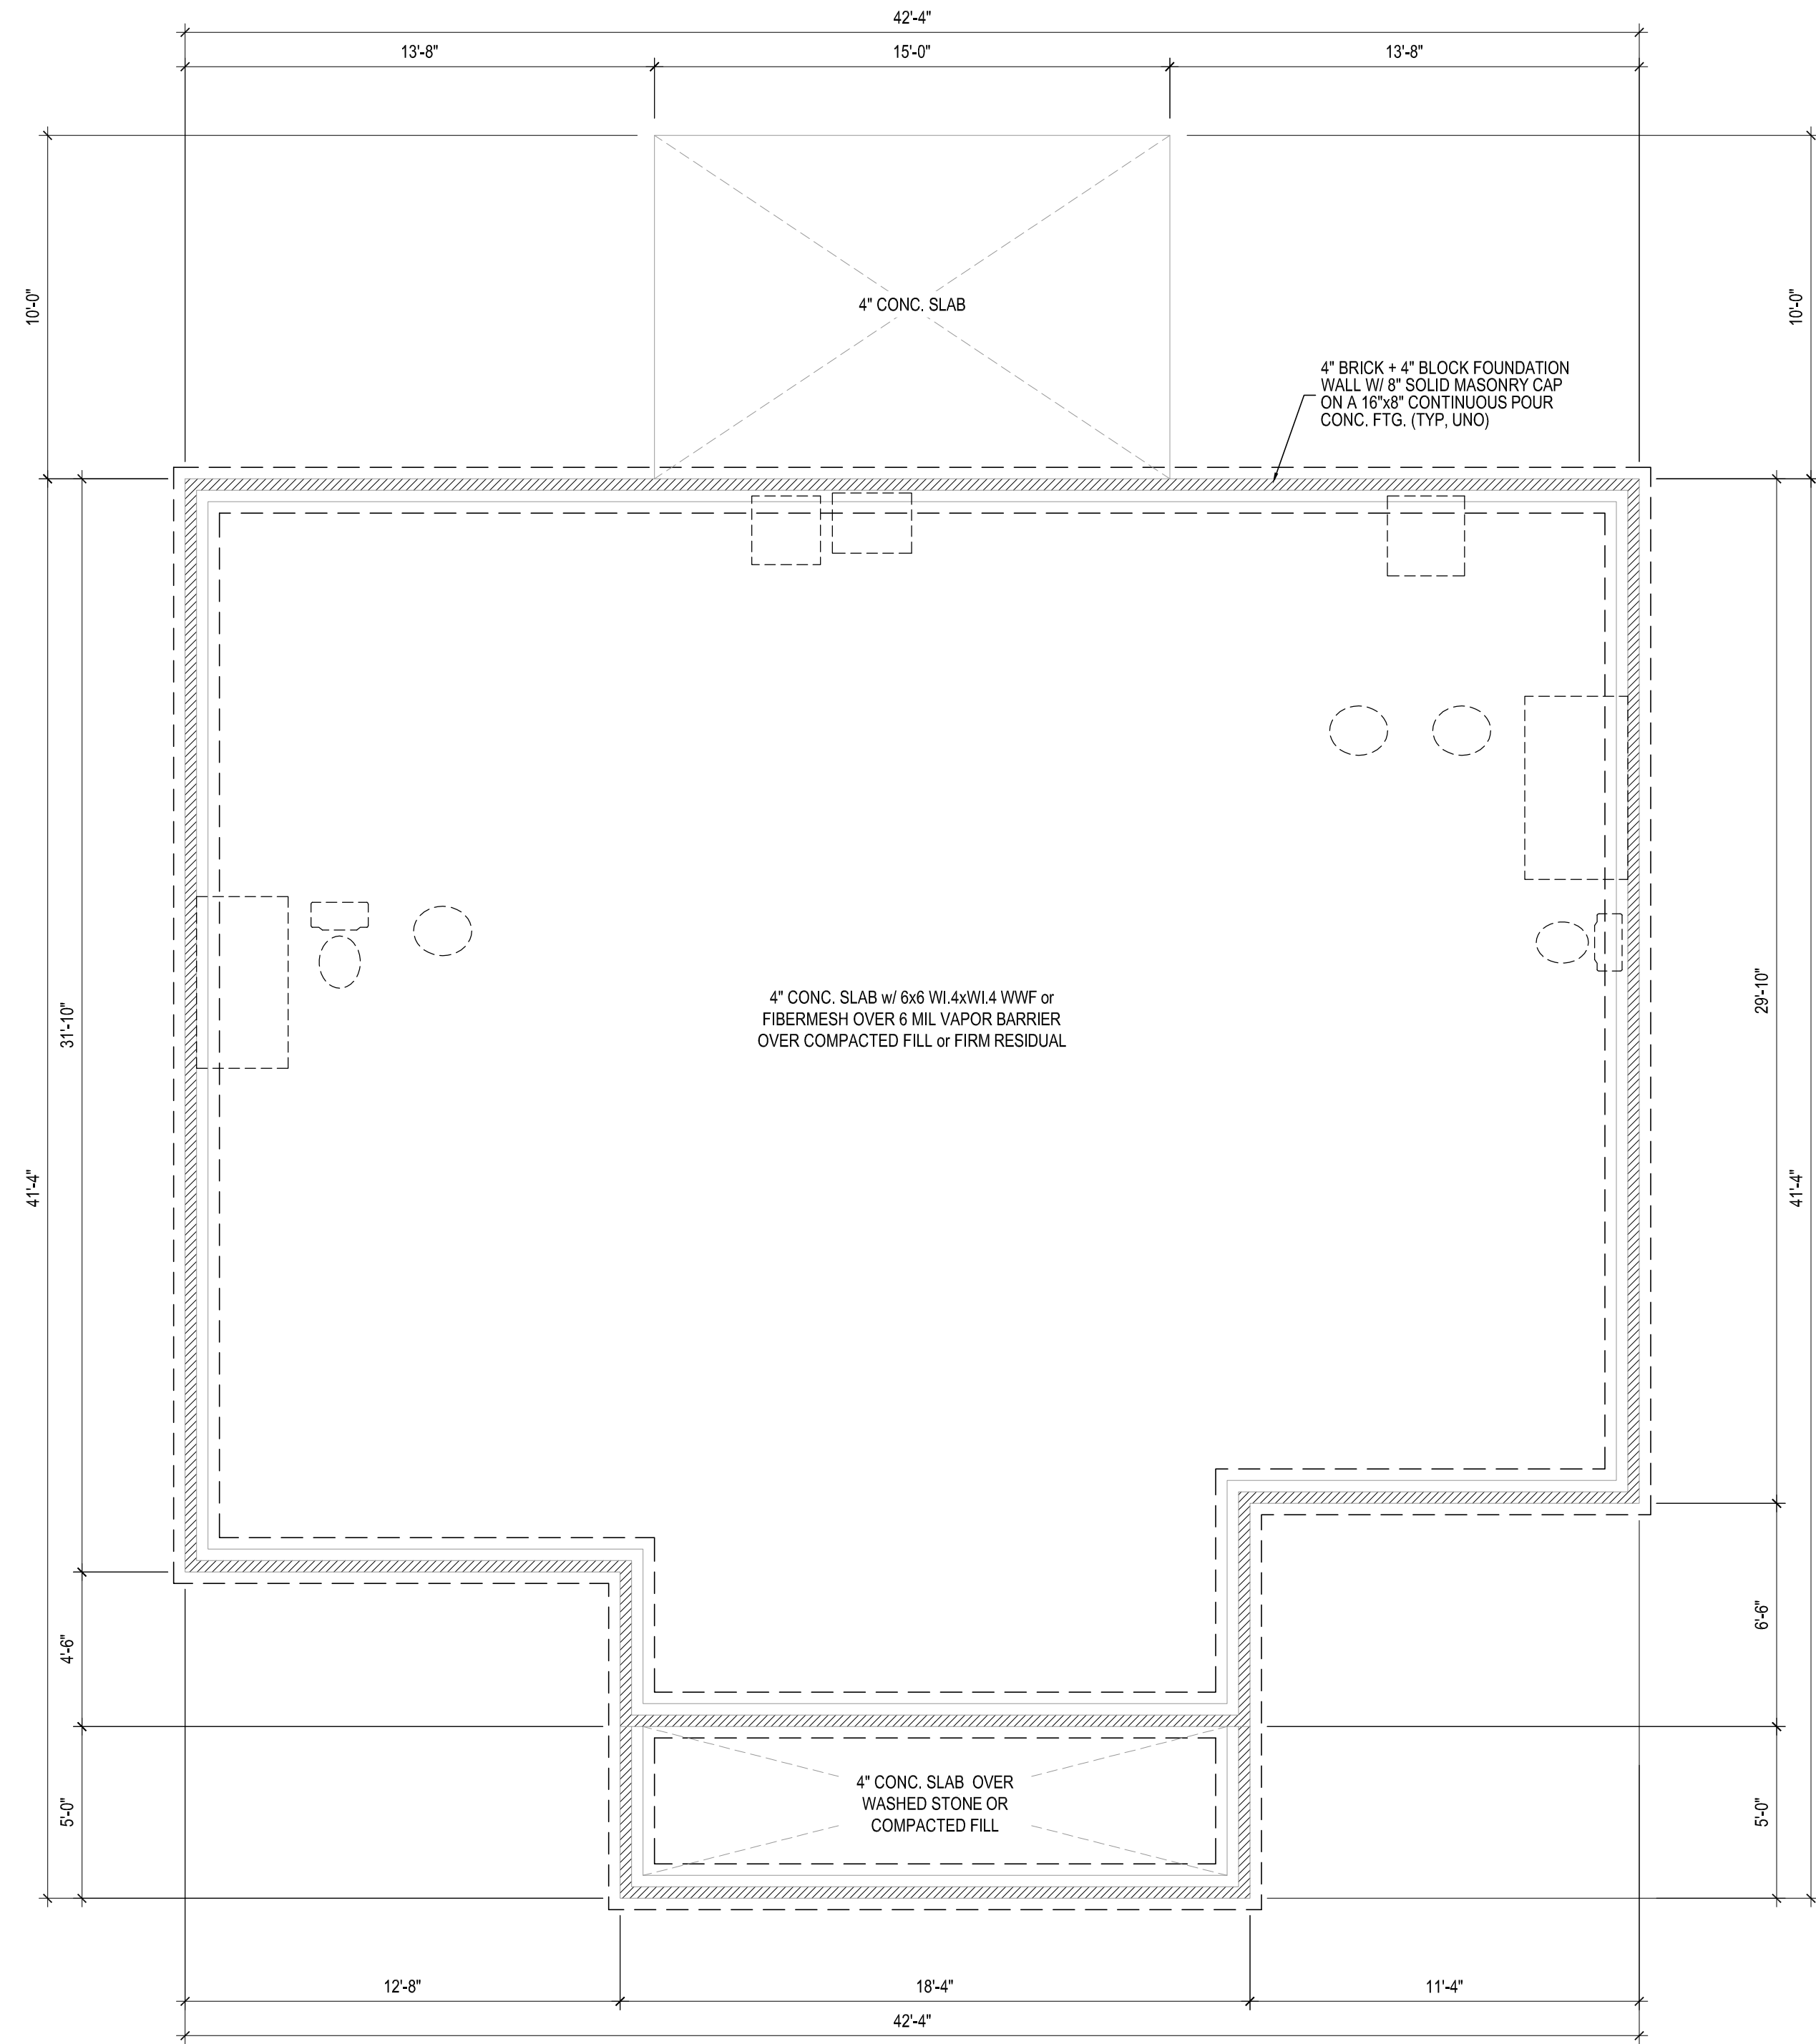 42'-4"
13'-8"
15'-0"
13'-8"
10'-0"
10'-0"
4" CONC. SLAB
4" BRICK + 4" BLOCK FOUNDATION
WALL W/ 8" SOLID MASONRY CAP
ON A 16"x8" CONTINUOUS POUR
CONC. FTG. (TYP, UNO)
31'-10"
41'-4"
4" CONC. SLAB w/ 6x6 WI.4xWI.4 WWF or
FIBERMESH OVER 6 MIL VAPOR BARRIER
OVER COMPACTED FILL or FIRM RESIDUAL
29'-10"
41'-4"
4'-6"
6'-6"
5'-0"
4" CONC. SLAB OVER
WASHED STONE OR
COMPACTED FILL
5'-0"
12'-8"
18'-4"
11'-4"
42'-4"